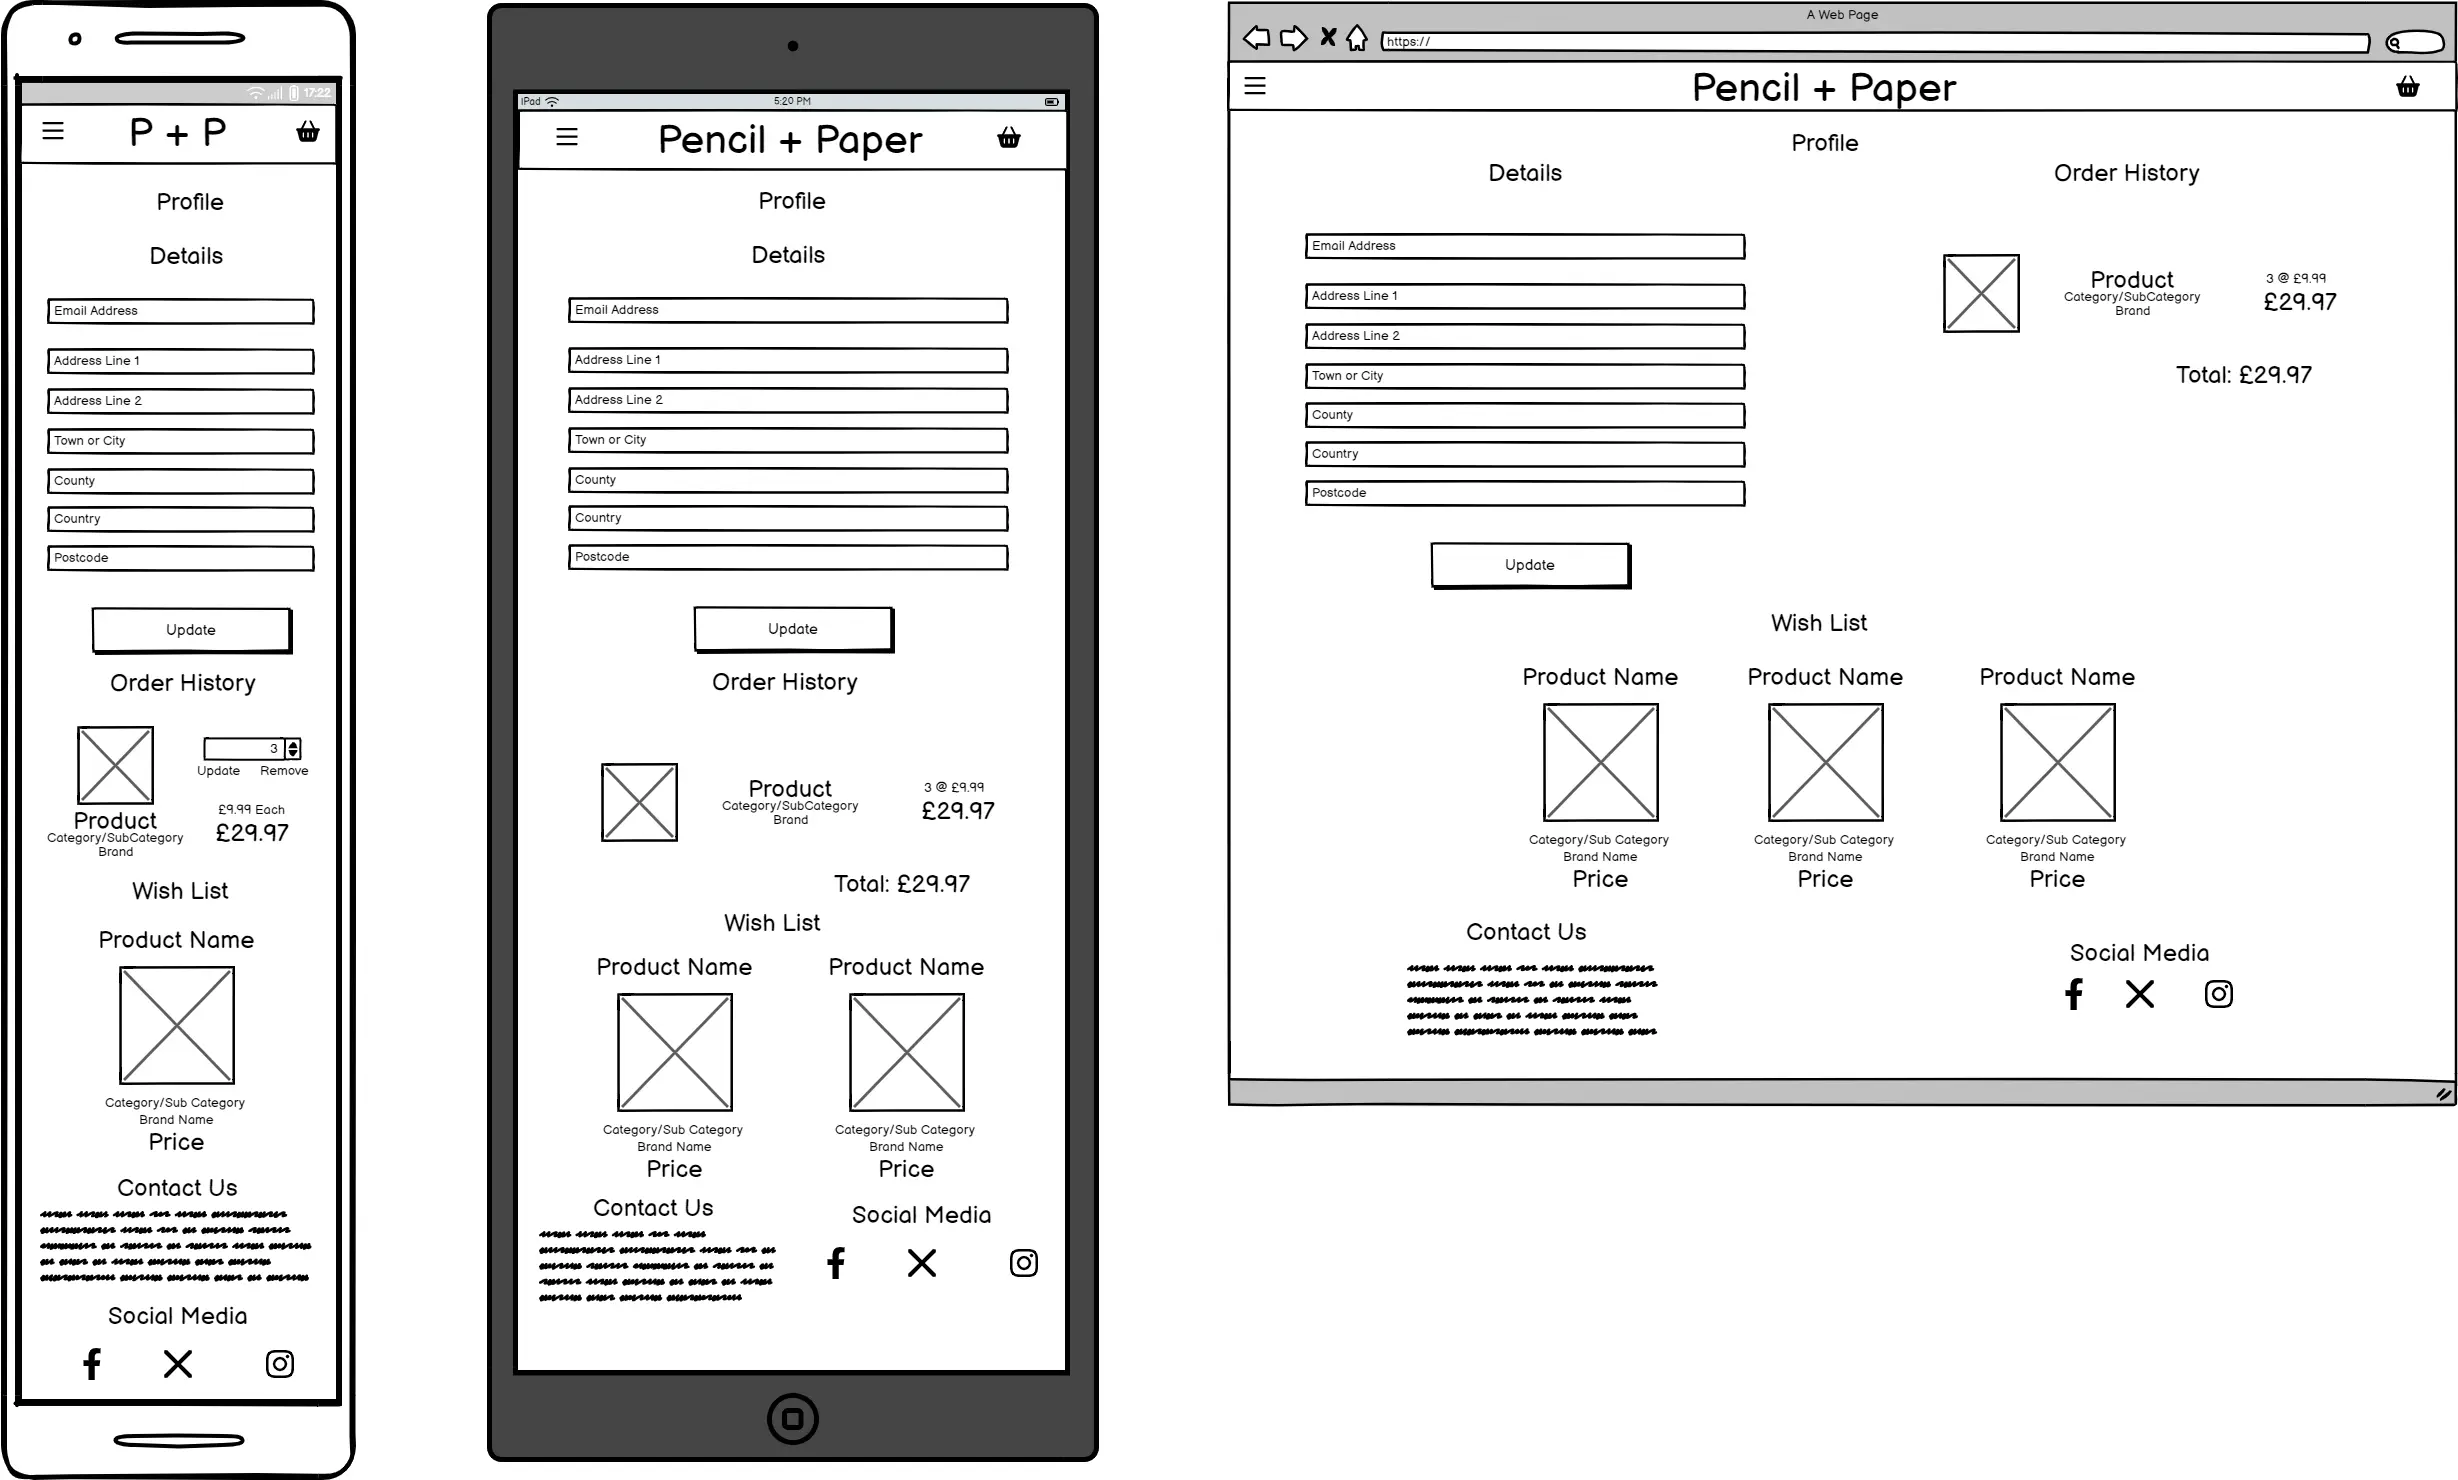 17:22
P + P
Profile
Details
Email Address
Address Line 1
Address Line 2
Town or City
County
Country
Postcode
Update
Order History
3
Update Remove
£9.99 Each
£29.97
Product
Category/SubCategory
Brand
Wish List
Product Name
Category/Sub Category
Brand Name
Price
Contact Us
Social Media
iPad 5:20 PM
Pencil + Paper
Profile
Details
Email Address
Address Line 1
Address Line 2
Town or City
County
Country
Postcode
Update
Order History
Product
Category/SubCategory
Brand
3 @ £9.99
£29.97
Total: £29.97
Wish List
Product Name Product Name
Category/Sub Category Category/Sub Category
Brand Name Brand Name
Price Price
Contact Us
Social Media
A Web Page
https://
Pencil + Paper
Profile
Details
Email Address
Address Line 1
Address Line 2
Town or City
County
Country
Postcode
Update
Order History
Product
Category/SubCategory
Brand
3 @ £9.99
£29.97
Total: £29.97
Wish List
Product Name Product Name Product Name
Category/Sub Category Category/Sub Category Category/Sub Category
Brand Name Brand Name Brand Name
Price Price Price
Contact Us
Social Media